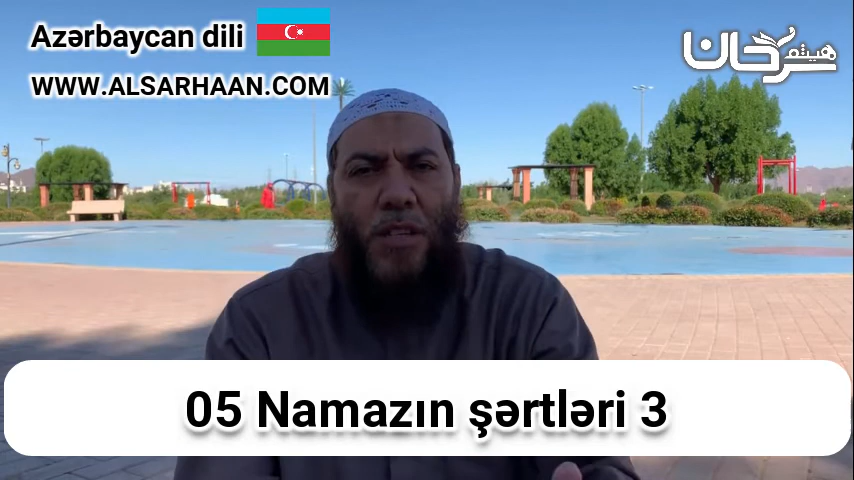 Azərbaycan dili
WWW.ALSARHAAN.COM
هيثم
سرحان
05 Namazın şərtləri 3